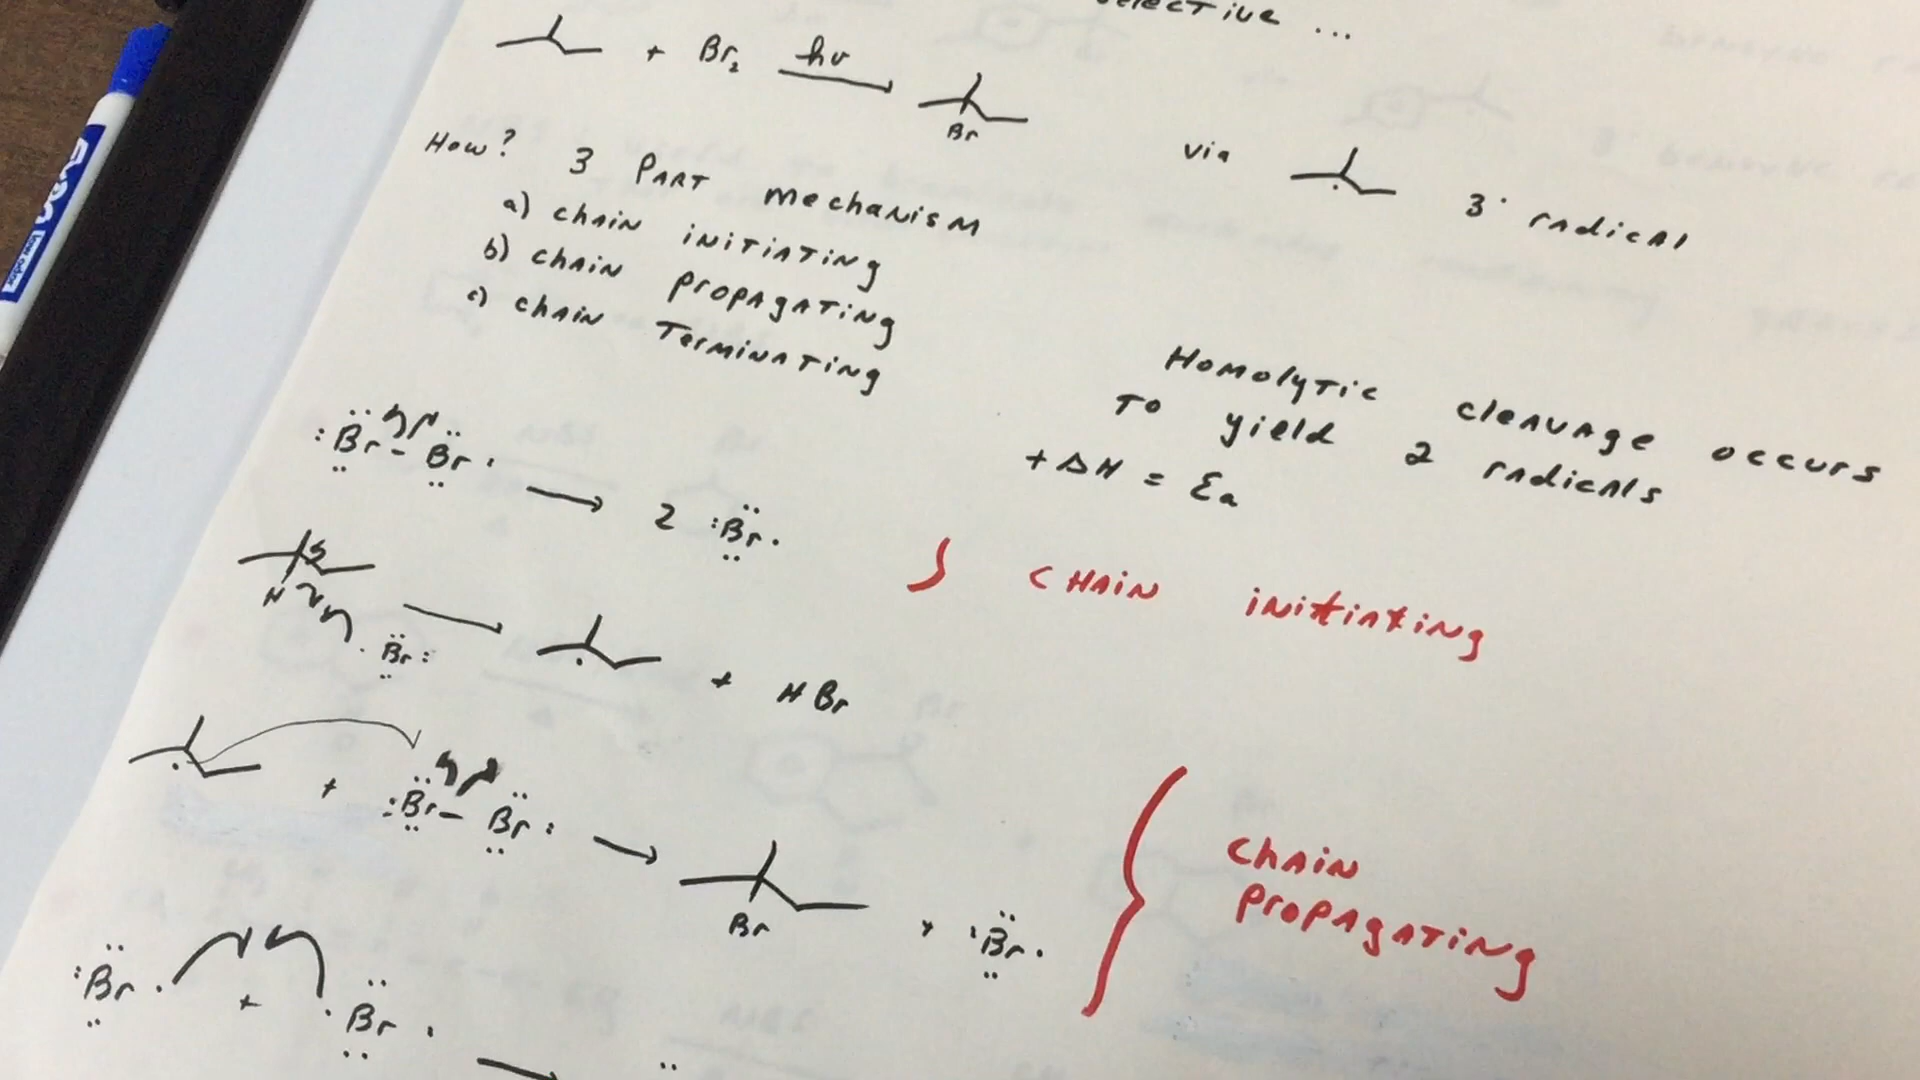 + Br2 hν
Br
How? 3 PART mechanism
via 3° radical
a) chain initiating
b) chain propagating
c) chain Terminating
Homolytic cleavage occurs
To yield 2 radicals
+ΔH = Ea
:Br-Br: 2 :Br·
CHAIN initiating
H ·Br: + HBr
+ :Br-Br: Br + :Br·
Chain
Propagating
:Br· + ·Br:
EXPO